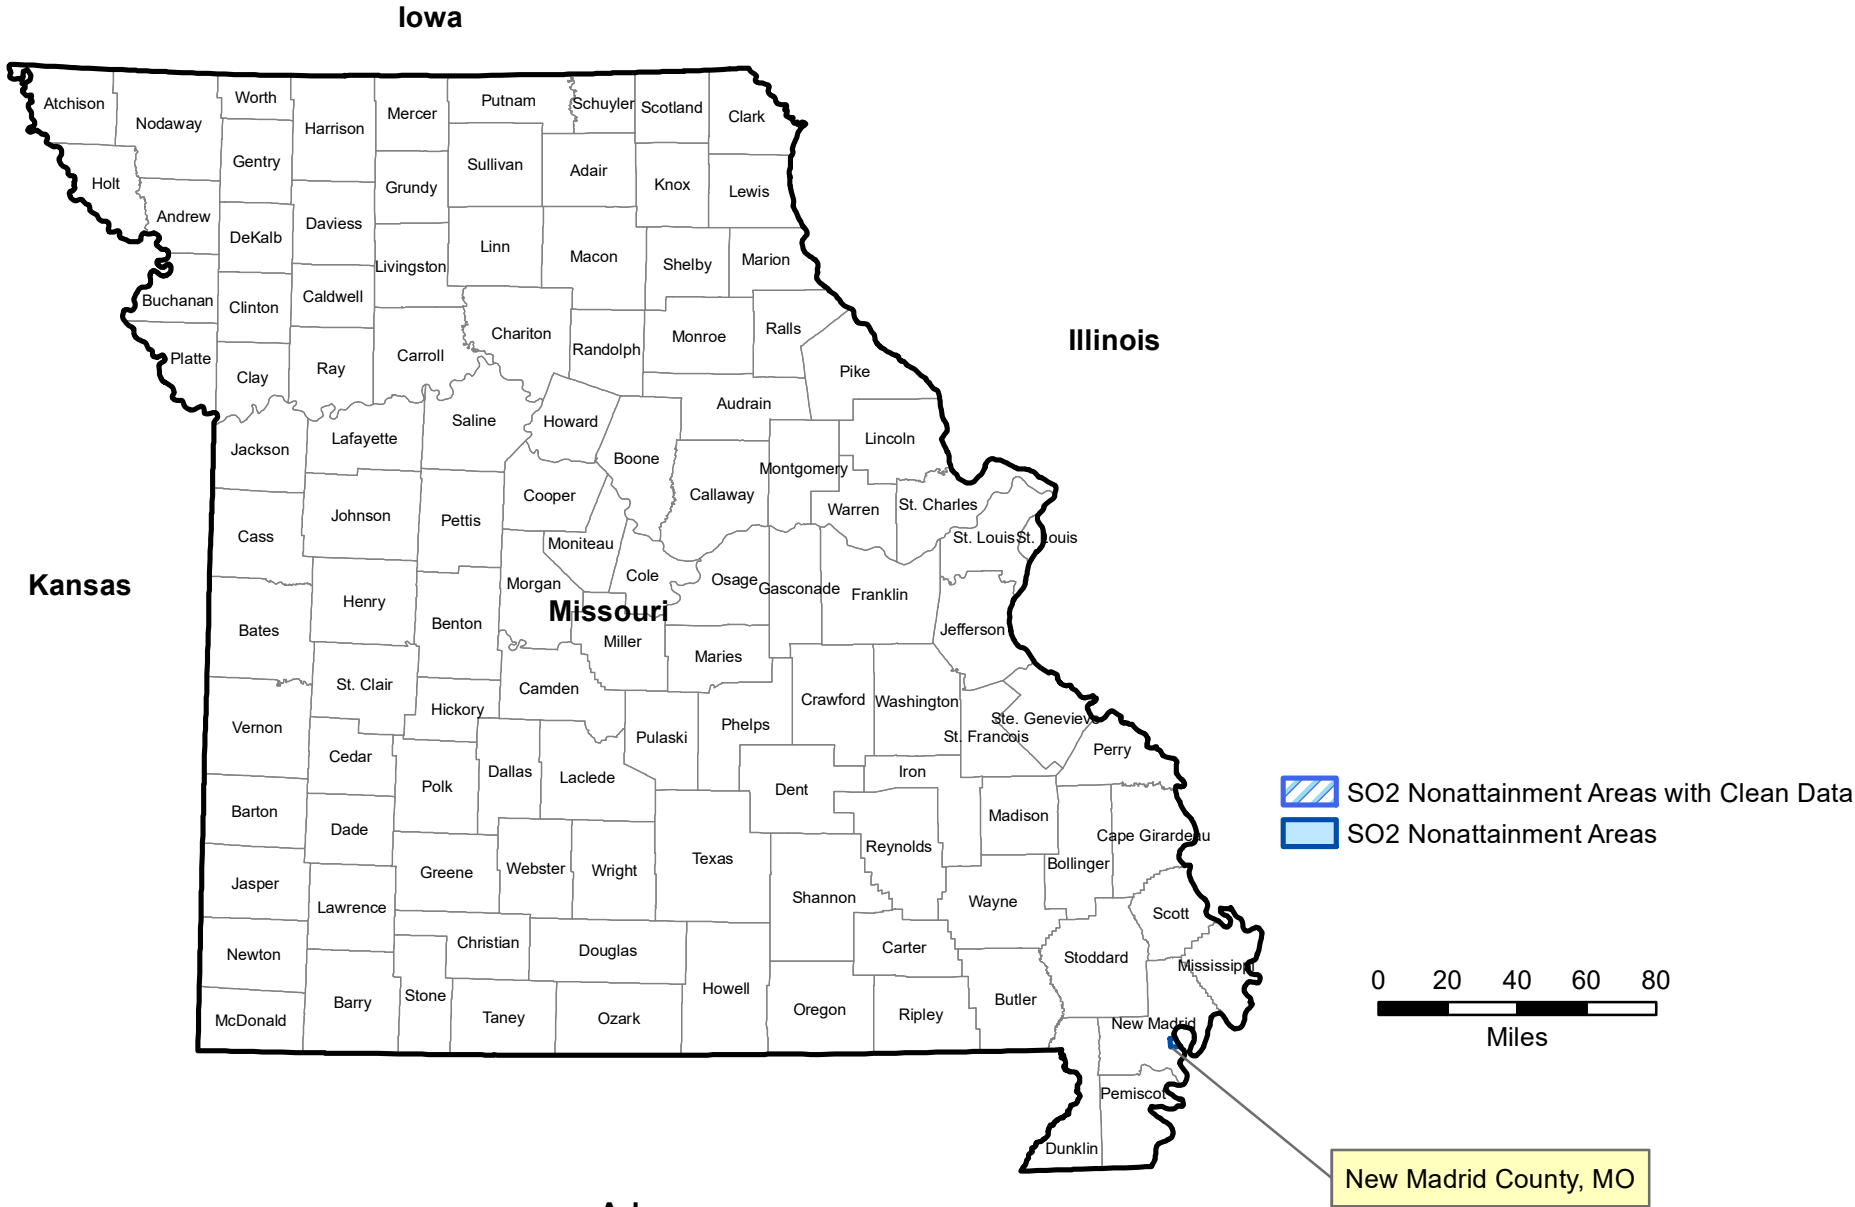 Iowa
Atchison
Nodaway
Worth
Harrison
Mercer
Putnam
Schuyler
Scotland
Clark
Holt
Gentry
Grundy
Sullivan
Adair
Knox
Lewis
Andrew
DeKalb
Daviess
Livingston
Linn
Macon
Shelby
Marion
Buchanan
Clinton
Caldwell
Chariton
Randolph
Monroe
Ralls
Illinois
Platte
Clay
Ray
Carroll
Pike
Audrain
Saline
Howard
Jackson
Lafayette
Boone
Lincoln
Montgomery
Callaway
Cooper
Warren
St. Charles
Johnson
Pettis
Cass
Moniteau
St. Louis
St. Louis
Kansas
Morgan
Cole
Osage
Gasconade
Franklin
Henry
Missouri
Benton
Bates
Miller
Jefferson
Maries
St. Clair
Camden
Crawford
Washington
Hickory
Vernon
Phelps
Pulaski
Ste. Genevieve
St. Francois
Perry
Cedar
Polk
Dallas
Laclede
Iron
Dent
SO2 Nonattainment Areas with Clean Data
Barton
Dade
Madison
Cape Girardeau
SO2 Nonattainment Areas
Reynolds
Texas
Bollinger
Jasper
Greene
Webster
Wright
Shannon
Wayne
Lawrence
Scott
Newton
Christian
Douglas
Carter
Stoddard
Mississippi
Barry
Stone
Howell
Butler
0 20 40 60 80
Miles
McDonald
Taney
Ozark
Oregon
Ripley
New Madrid
Pemiscot
Dunklin
New Madrid County, MO